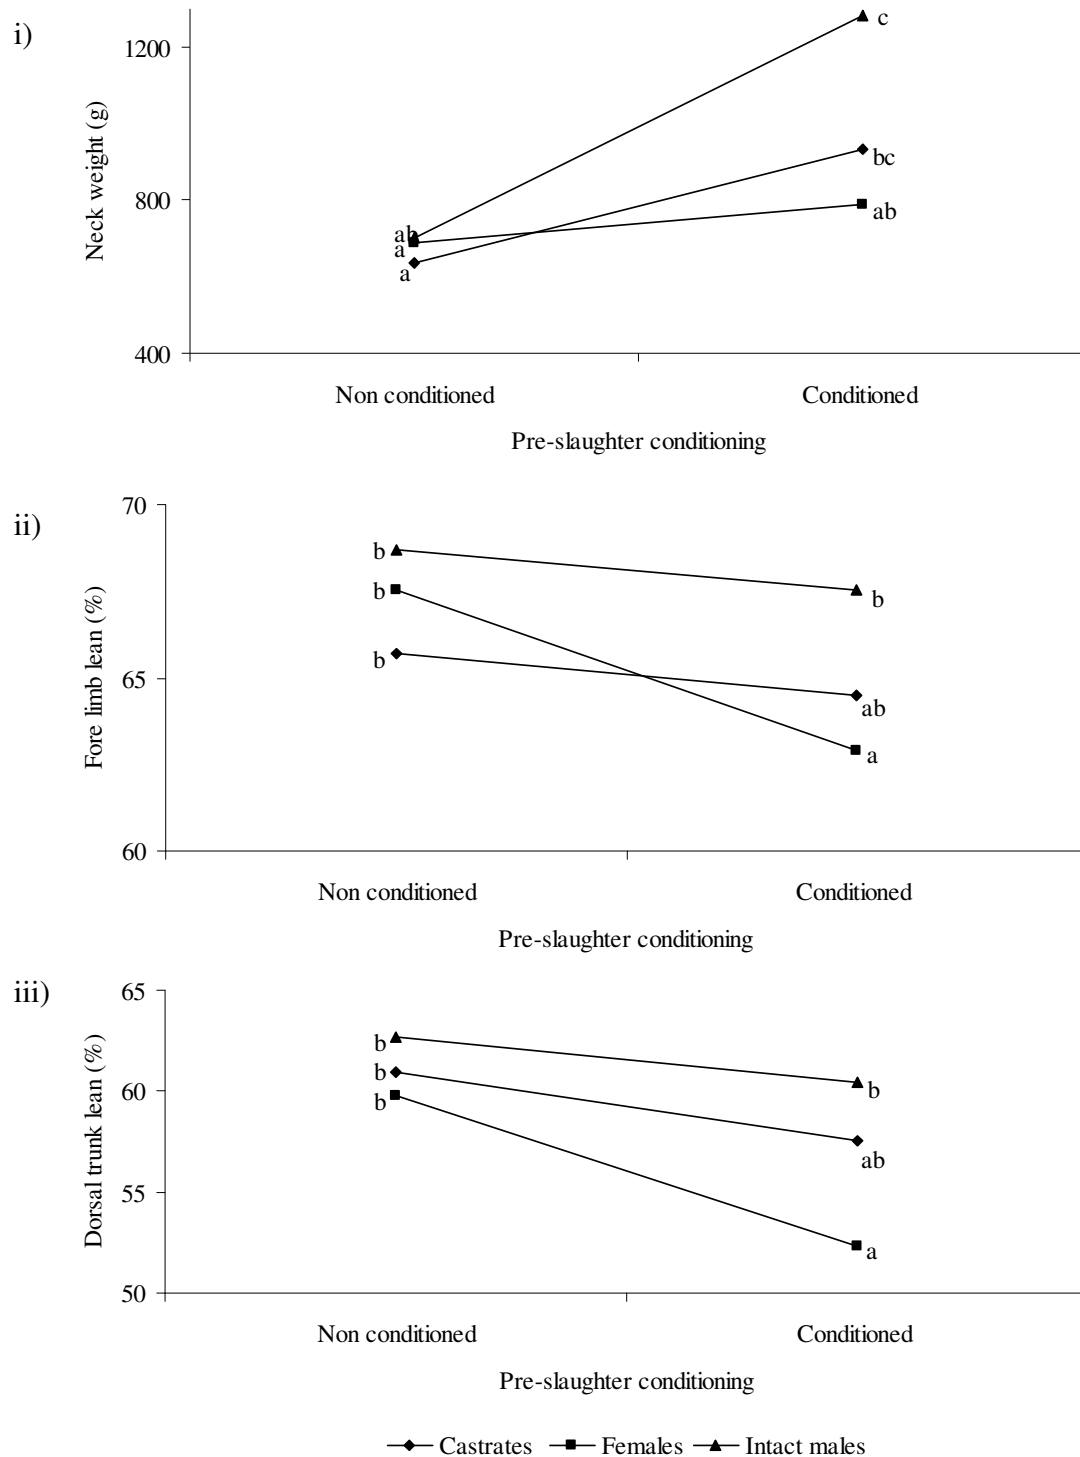 i)
1200
c
Neck weight (g)
bc
800
ab
ab
a
a
400
Non conditioned Conditioned
Pre-slaughter conditioning
ii)
70
b
b
b
Fore limb lean (%)
b
65
ab
a
60
Non conditioned Conditioned
Pre-slaughter conditioning
iii)
65
b
b
b
Dorsal trunk lean (%)
60
b
ab
55
a
50
Non conditioned Conditioned
Pre-slaughter conditioning
Castrates Females Intact males